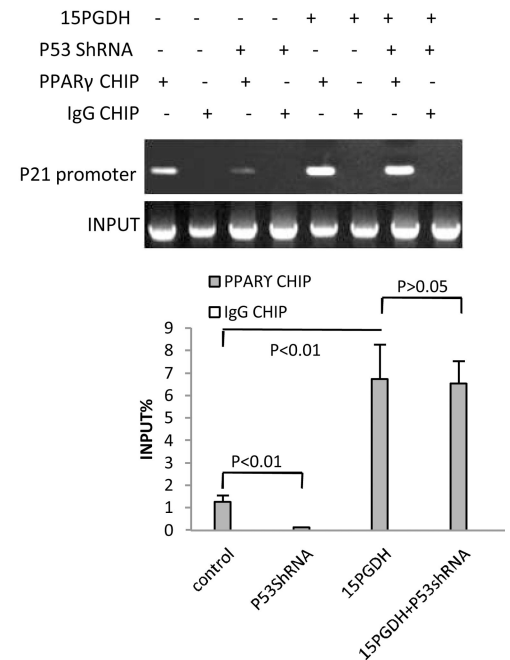 15PGDH - - - - + + + +
P53 ShRNA - - + + - - + +
PPARγ CHIP + - + - + - + -
IgG CHIP - + - + - + - +
P21 promoter
INPUT
PPARΥ CHIP
IgG CHIP
P>0.05
P<0.01
P<0.01
INPUT%
9
8
7
6
5
4
3
2
1
0
control
P53ShRNA
15PGDH
15PGDH+P53shRNA